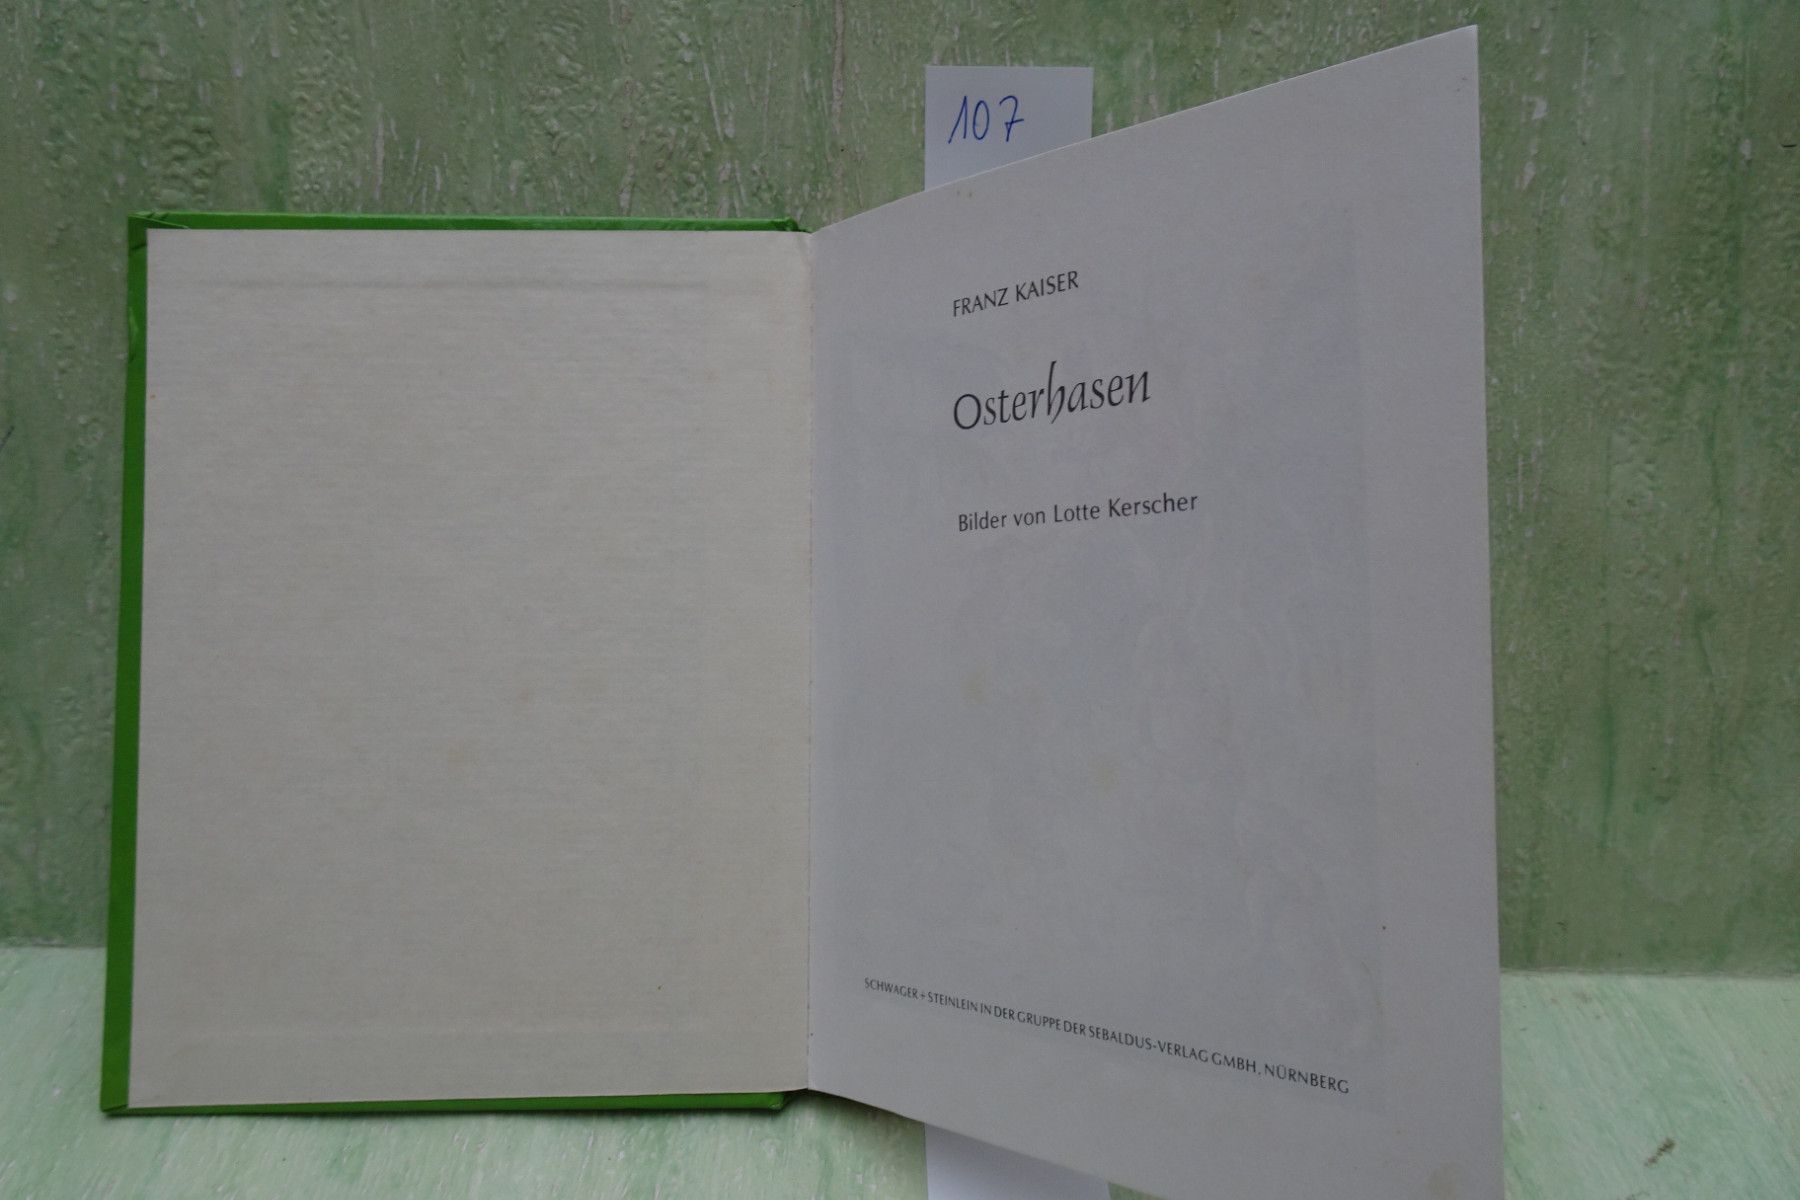 107
FRANZ KAISER
Osterhasen
Bilder von Lotte Kerscher
SCHWAGER + STEINLEIN IN DER GRUPPE DER SEBALDUS-VERLAG GMBH, NÜRNBERG